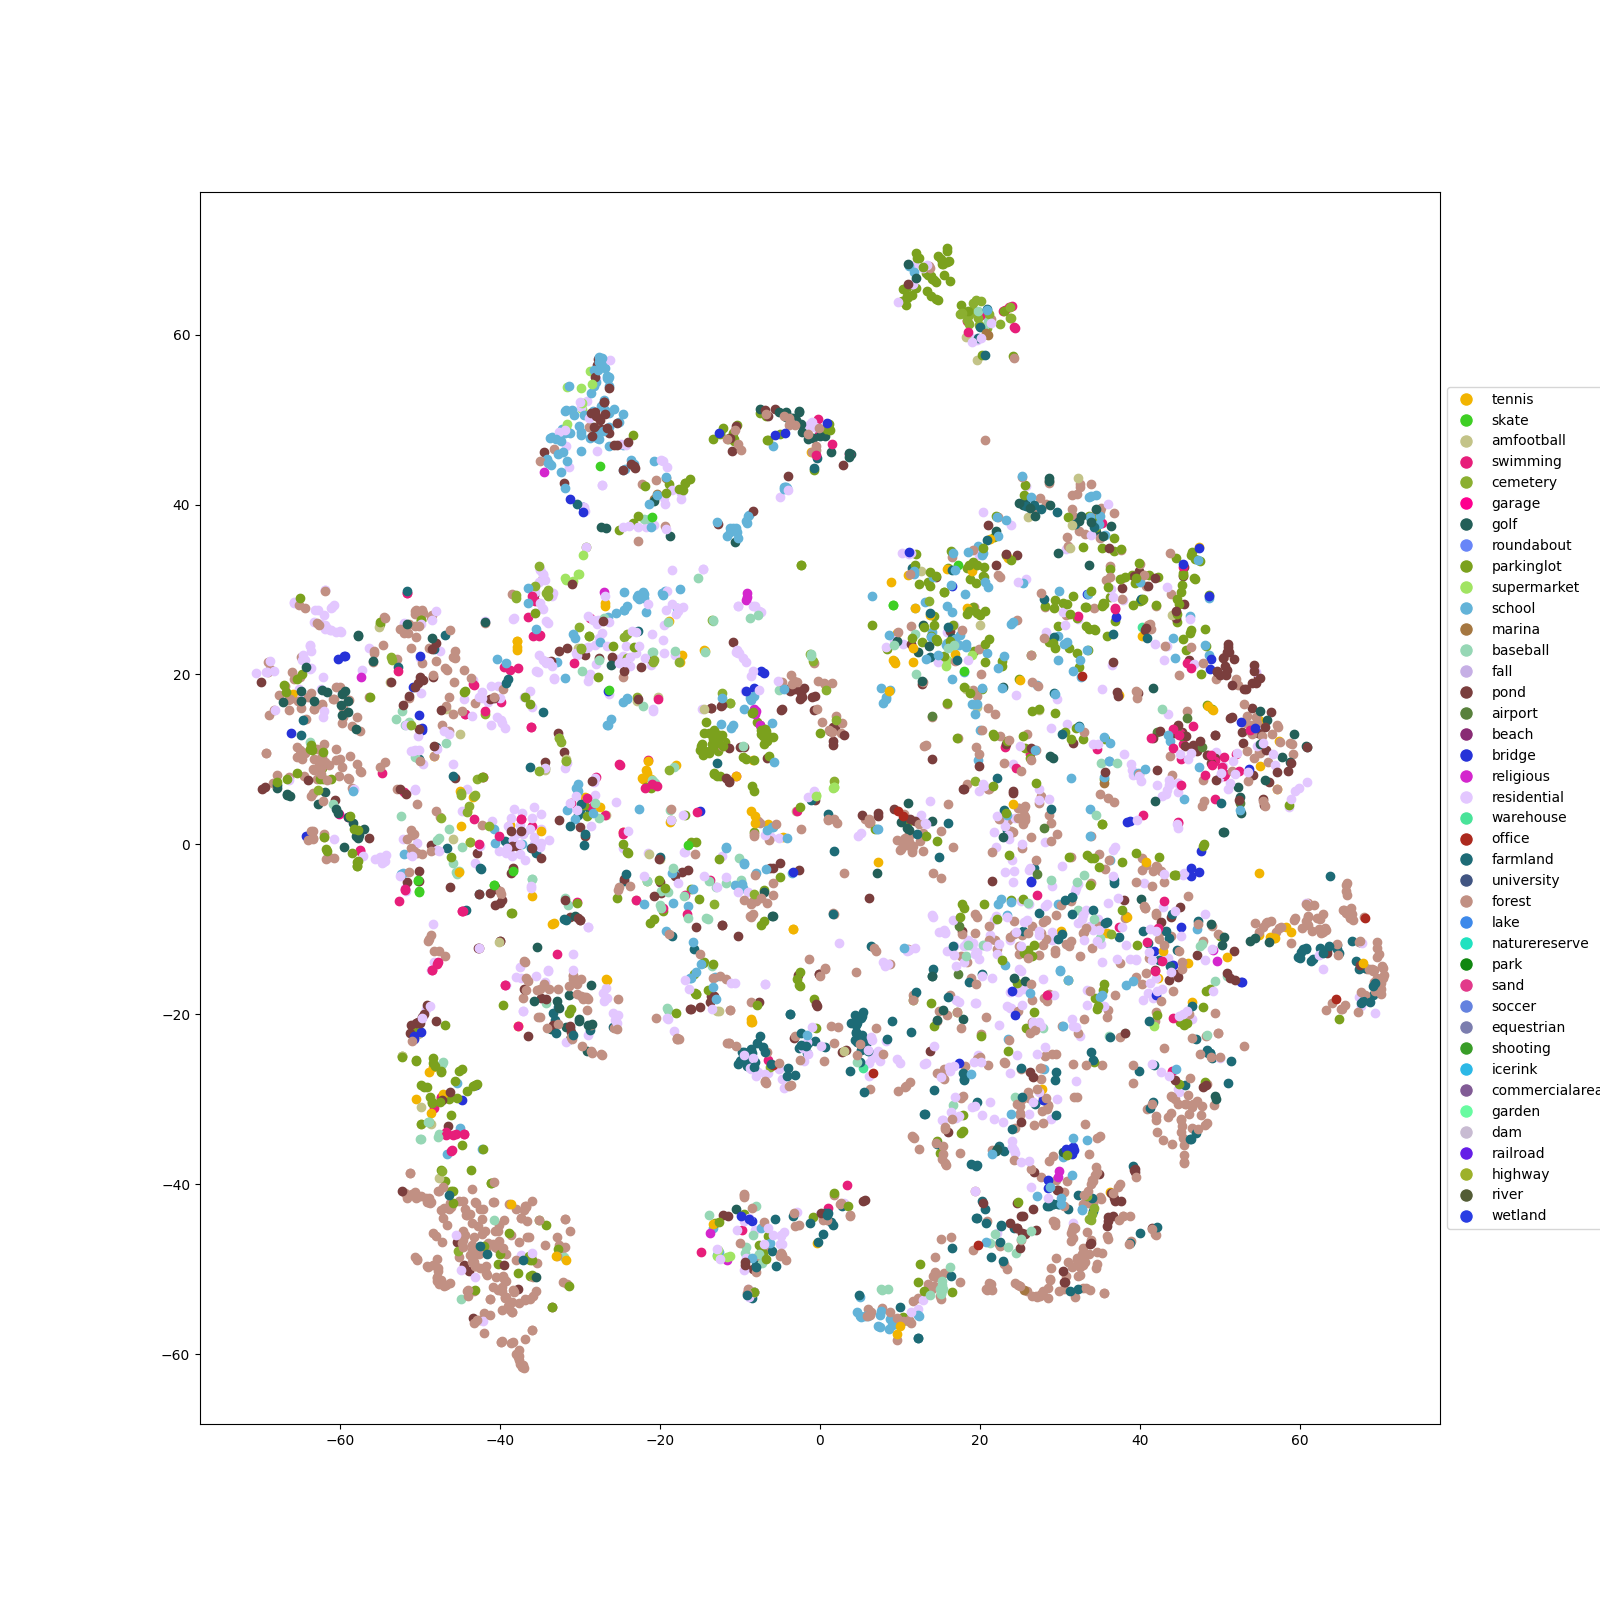 60
40
20
0
−20
−40
−60
−60
−40
−20
0
20
40
60
tennis
skate
amfootball
swimming
cemetery
garage
golf
roundabout
parkinglot
supermarket
school
marina
baseball
fall
pond
airport
beach
bridge
religious
residential
warehouse
office
farmland
university
forest
lake
naturereserve
park
sand
soccer
equestrian
shooting
icerink
commercialarea
garden
dam
railroad
highway
river
wetland